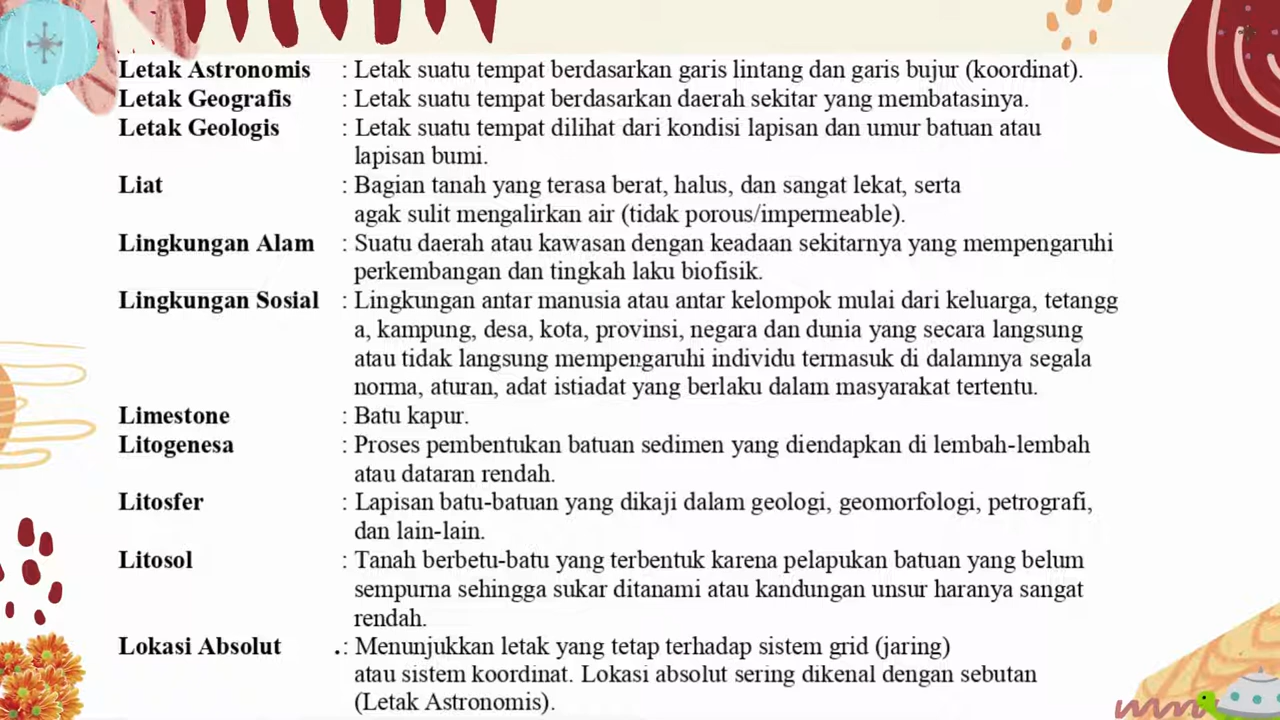 Letak Astronomis : Letak suatu tempat berdasarkan garis lintang dan garis bujur (koordinat).
Letak Geografis : Letak suatu tempat berdasarkan daerah sekitar yang membatasinya.
Letak Geologis : Letak suatu tempat dilihat dari kondisi lapisan dan umur batuan atau
lapisan bumi.
Liat : Bagian tanah yang terasa berat, halus, dan sangat lekat, serta
agak sulit mengalirkan air (tidak porous/impermeable).
Lingkungan Alam : Suatu daerah atau kawasan dengan keadaan sekitarnya yang mempengaruhi
perkembangan dan tingkah laku biofisik.
Lingkungan Sosial : Lingkungan antar manusia atau antar kelompok mulai dari keluarga, tetangg
a, kampung, desa, kota, provinsi, negara dan dunia yang secara langsung
atau tidak langsung mempengaruhi individu termasuk di dalamnya segala
norma, aturan, adat istiadat yang berlaku dalam masyarakat tertentu.
Limestone : Batu kapur.
Litogenesa : Proses pembentukan batuan sedimen yang diendapkan di lembah-lembah
atau dataran rendah.
Litosfer : Lapisan batu-batuan yang dikaji dalam geologi, geomorfologi, petrografi,
dan lain-lain.
Litosol : Tanah berbetu-batu yang terbentuk karena pelapukan batuan yang belum
sempurna sehingga sukar ditanami atau kandungan unsur haranya sangat
rendah.
Lokasi Absolut .: Menunjukkan letak yang tetap terhadap sistem grid (jaring)
atau sistem koordinat. Lokasi absolut sering dikenal dengan sebutan
(Letak Astronomis).